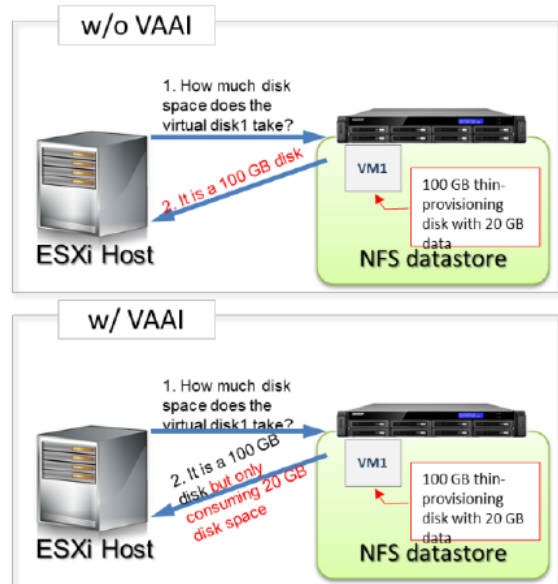 w/o VAAI
1. How much disk
space does the
virtual disk1 take?
2. It is a 100 GB disk
VM1
100 GB thin-
provisioning
disk with 20 GB
data
ESXi Host
NFS datastore
w/ VAAI
1. How much disk
space does the
virtual disk1 take?
2. It is a 100 GB
disk but only
consuming 20 GB
disk space
VM1
100 GB thin-
provisioning
disk with 20 GB
data
ESXi Host
NFS datastore